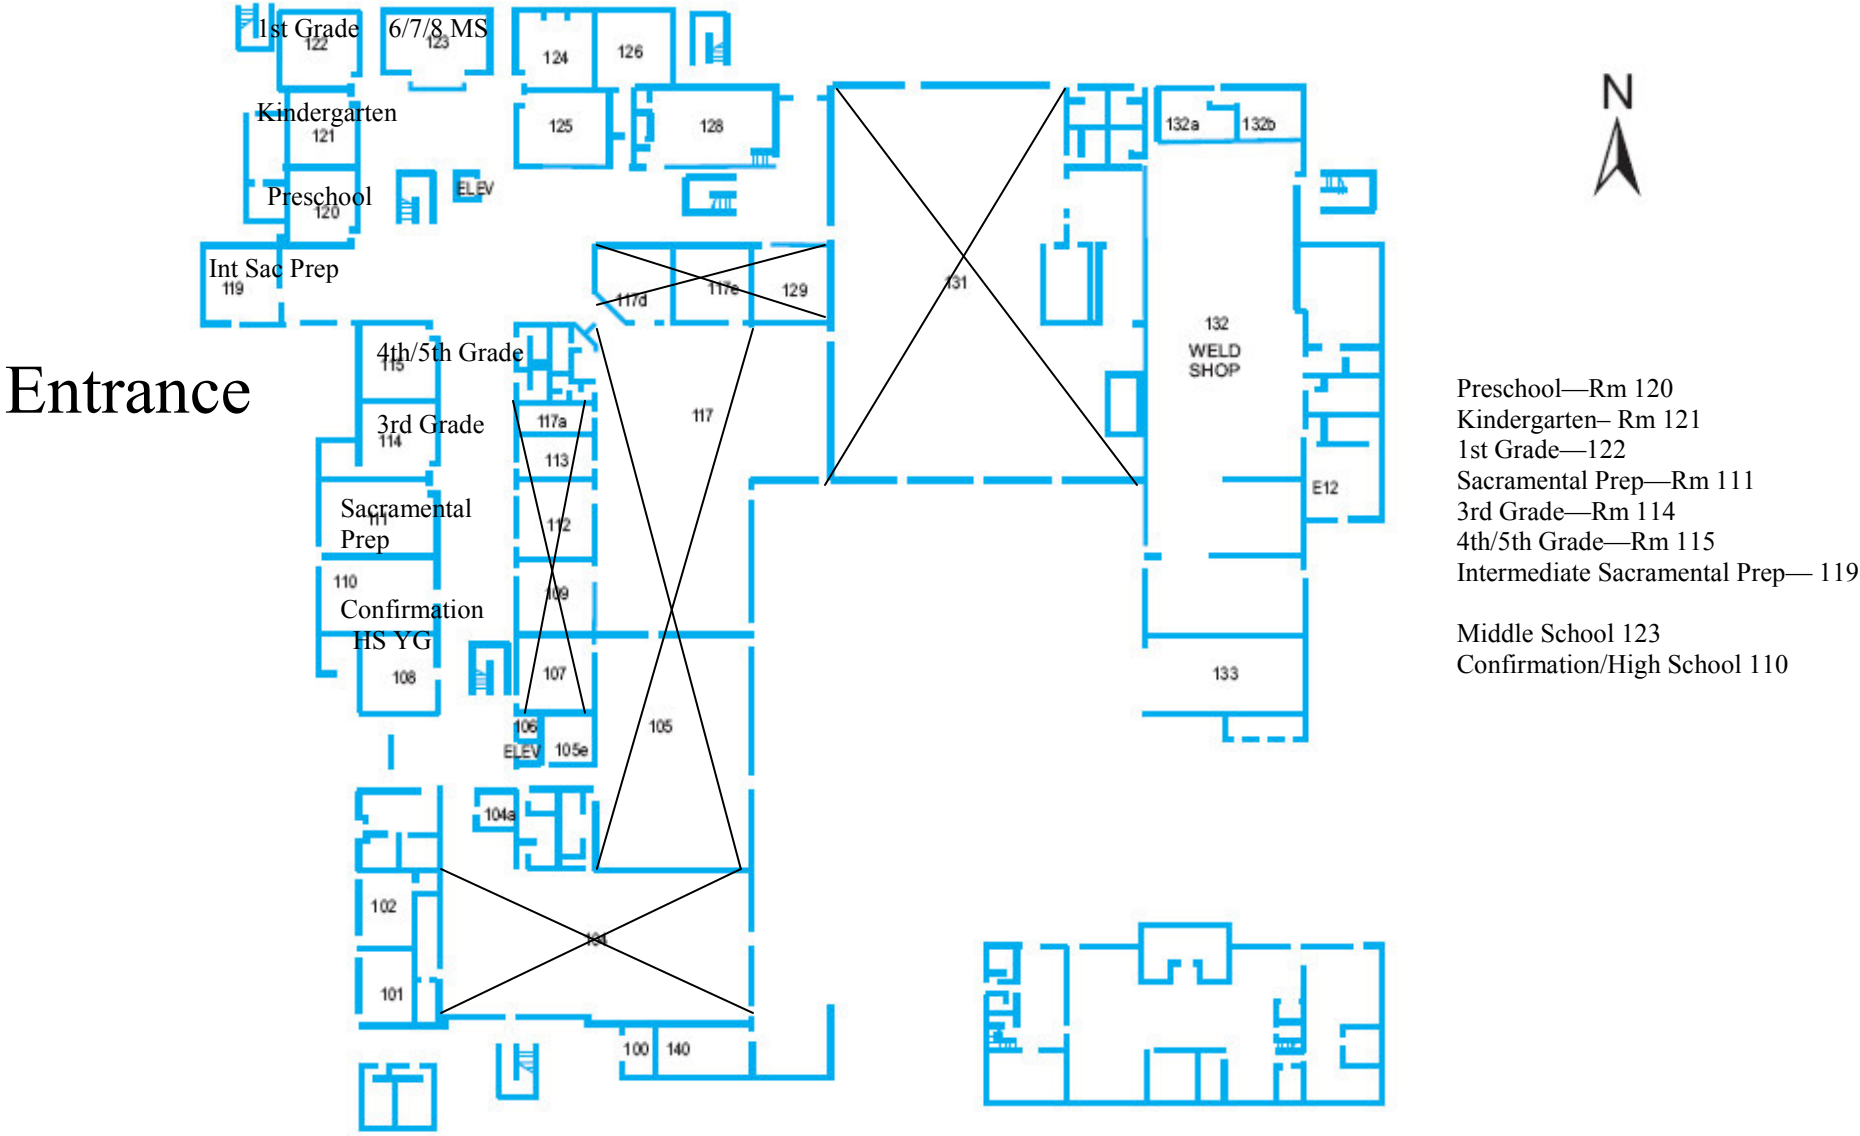 1st Grade
122
6/7/8 MS
123
124
126
N
Kindergarten
121
125
128
132a
132b
Preschool
120
ELEV
Int Sac Prep
119
117d
117e
129
131
132
WELD
SHOP
4th/5th Grade
115
Entrance
3rd Grade
114
117a
117
113
Sacramental
111
Prep
112
E12
110
109
Confirmation
HS YG
108
107
133
106
ELEV
105e
105
104a
102
104
101
100
140
Preschool—Rm 120
Kindergarten– Rm 121
1st Grade—122
Sacramental Prep—Rm 111
3rd Grade—Rm 114
4th/5th Grade—Rm 115
Intermediate Sacramental Prep— 119
Middle School 123
Confirmation/High School 110